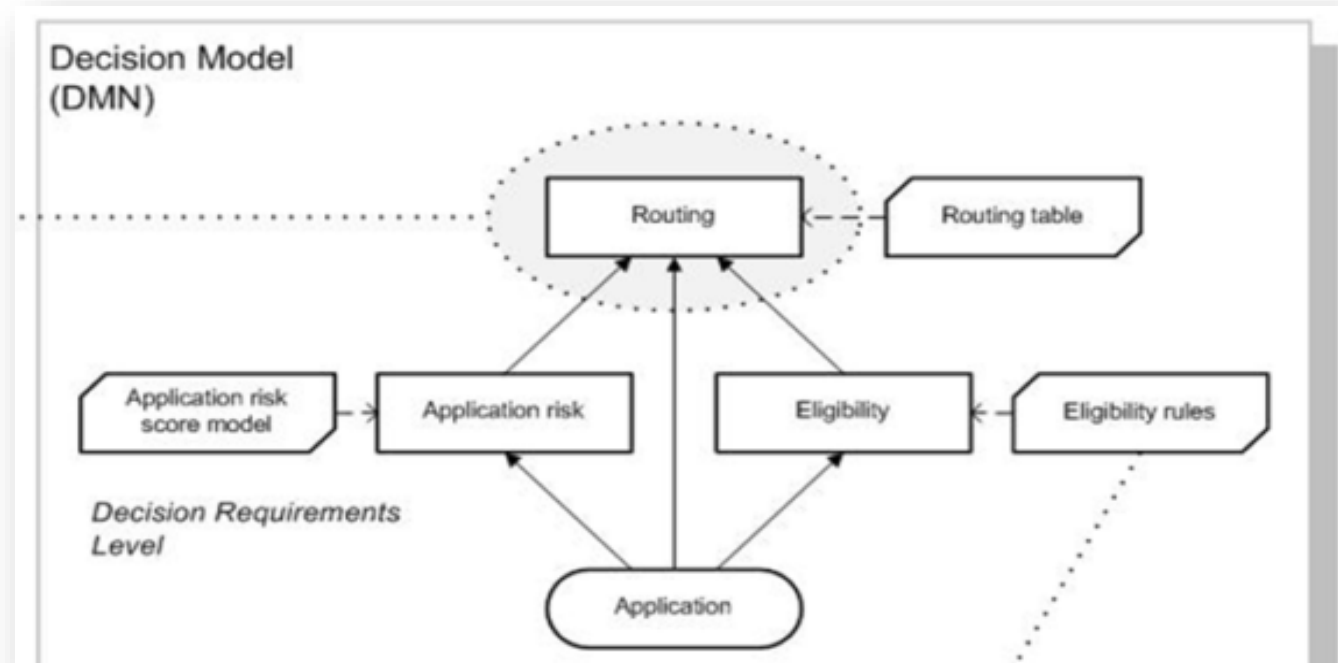 Decision Model
(DMN)
Routing
Routing table
Application risk
score model
Application risk
Eligibility
Eligibility rules
Decision Requirements
Level
Application